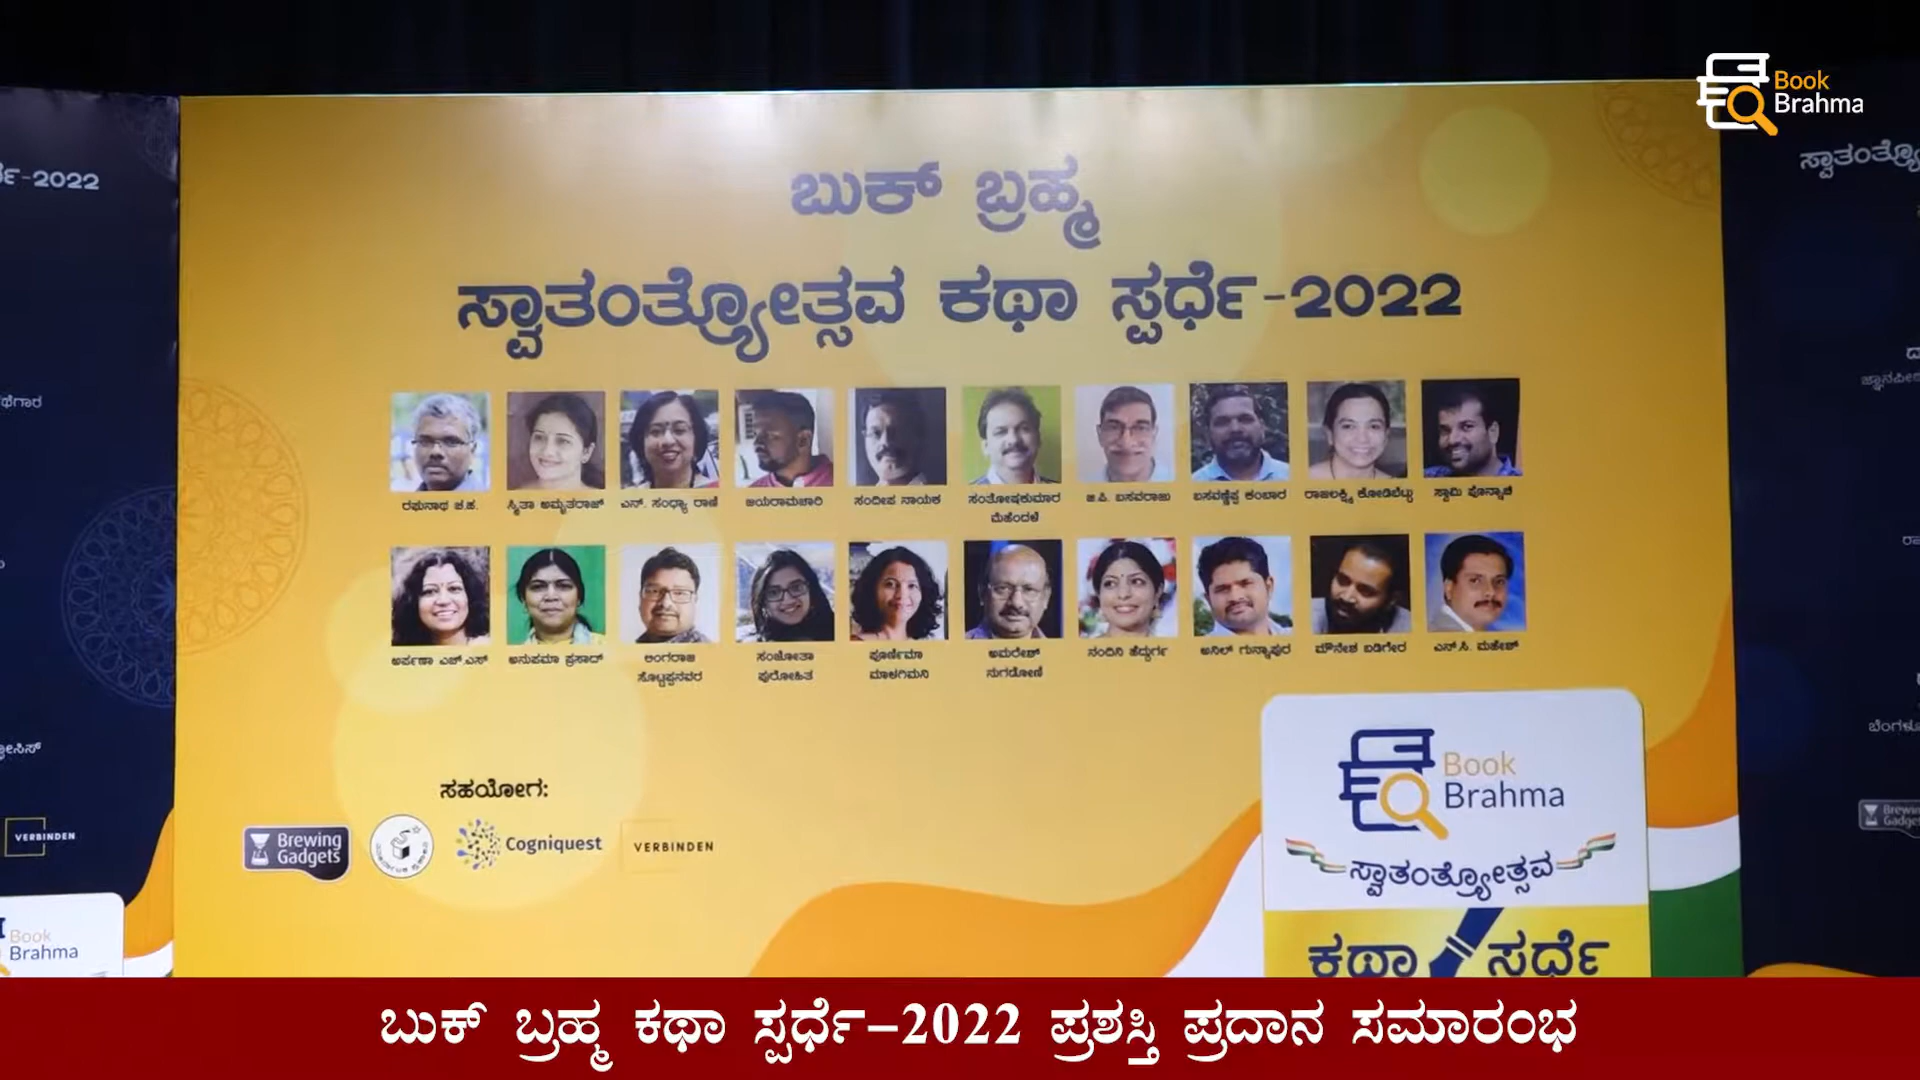 Book
Brahma
ರ್ಧೆ-2022
ಬುಕ್ ಬ್ರಹ್ಮ
ಸ್ವಾತಂತ್ರ್ಯೋತ್ಸವ ಕಥಾ ಸ್ಪರ್ಧೆ-2022
ರಘುನಾಥ ಚ.ಹ.
ಸ್ಮಿತಾ ಅಮೃತರಾಜ್
ಎನ್. ಸಂಧ್ಯಾ ರಾಣಿ
ಜಯರಾಮಚಾರಿ
ಸಂದೀಪ ನಾಯಕ
ಸಂತೋಷಕುಮಾರ
ಮೆಹೆಂದಳೆ
ಜಿ.ಪಿ. ಬಸವರಾಜು
ಬಸವಣ್ಣೆಪ್ಪ ಕಂಬಾರ
ರಾಜಲಕ್ಷ್ಮಿ ಕೋಡಿಬೆಟ್ಟು
ಸ್ವಾಮಿ ಪೊನ್ನಾಚಿ
ಅರ್ಪಣಾ ಎಚ್.ಎಸ್
ಅನುಪಮಾ ಪ್ರಸಾದ್
ಲಿಂಗರಾಜ
ಸೊಟ್ಟಪ್ಪನವರ
ಸಂಜೋತಾ
ಪುರೋಹಿತ
ಪೂರ್ಣಿಮಾ
ಮಾಳಗಿಮನಿ
ಅಮರೇಶ್
ನುಗಡೋಣಿ
ನಂದಿನಿ ಹೆದ್ದುರ್ಗ
ಅನಿಲ್ ಗುನ್ನಾಪುರ
ಮೌನೇಶ ಬಡಿಗೇರ
ಎನ್.ಸಿ. ಮಹೇಶ್
ಸಹಯೋಗ:
Brewing
Gadgets
Cogniquest
VERBINDEN
Book
Brahma
ಸ್ವಾತಂತ್ರ್ಯೋತ್ಸವ
ಕಥಾ ಸ್ಪರ್ಧೆ
VERBINDEN
Book
Brahma
ಬುಕ್ ಬ್ರಹ್ಮ ಕಥಾ ಸ್ಪರ್ಧೆ–2022 ಪ್ರಶಸ್ತಿ ಪ್ರದಾನ ಸಮಾರಂಭ